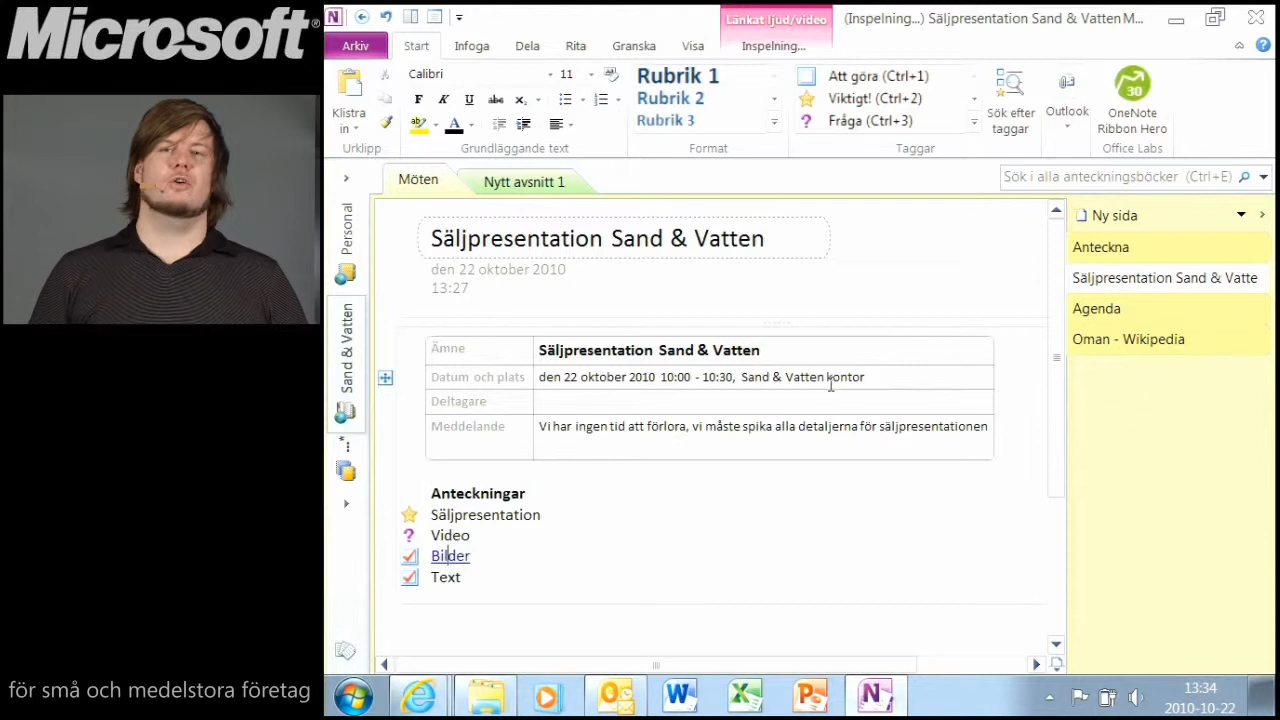 Microsoft
(Inspelning...) Säljpresentation Sand & Vatten M...
Länkat ljud/video
Arkiv
Start
Infoga
Dela
Rita
Granska
Visa
Inspelning...
Klistra
in
Urklipp
Calibri
11
Grundläggande text
Rubrik 1
Rubrik 2
Rubrik 3
Format
Att göra (Ctrl+1)
Viktigt! (Ctrl+2)
Fråga (Ctrl+3)
Sök efter
taggar
Taggar
Outlook
30
OneNote
Ribbon Hero
Office Labs
Möten
Nytt avsnitt 1
Sök i alla anteckningsböcker (Ctrl+E)
Personal
Sand & Vatten
Säljpresentation Sand & Vatten
den 22 oktober 2010
13:27
Ämne Säljpresentation Sand & Vatten
Datum och plats den 22 oktober 2010 10:00 - 10:30, Sand & Vatten kontor
Deltagare
Meddelande Vi har ingen tid att förlora, vi måste spika alla detaljerna för säljpresentationen
Anteckningar
Säljpresentation
Video
Bilder
Text
Ny sida
Anteckna
Säljpresentation Sand & Vatte
Agenda
Oman - Wikipedia
för små och medelstora företag
13:34
2010-10-22